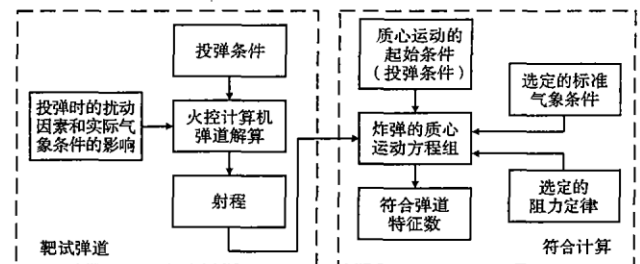 投弹条件
投弹时的扰动
因素和实际气
象条件的影响
火控计算机
弹道解算
射程
靶试弹道
质心运动的
起始条件
(投弹条件)
选定的标准
气象条件
炸弹的质心
运动方程组
选定的
阻力定律
符合弹道
特征数
符合计算